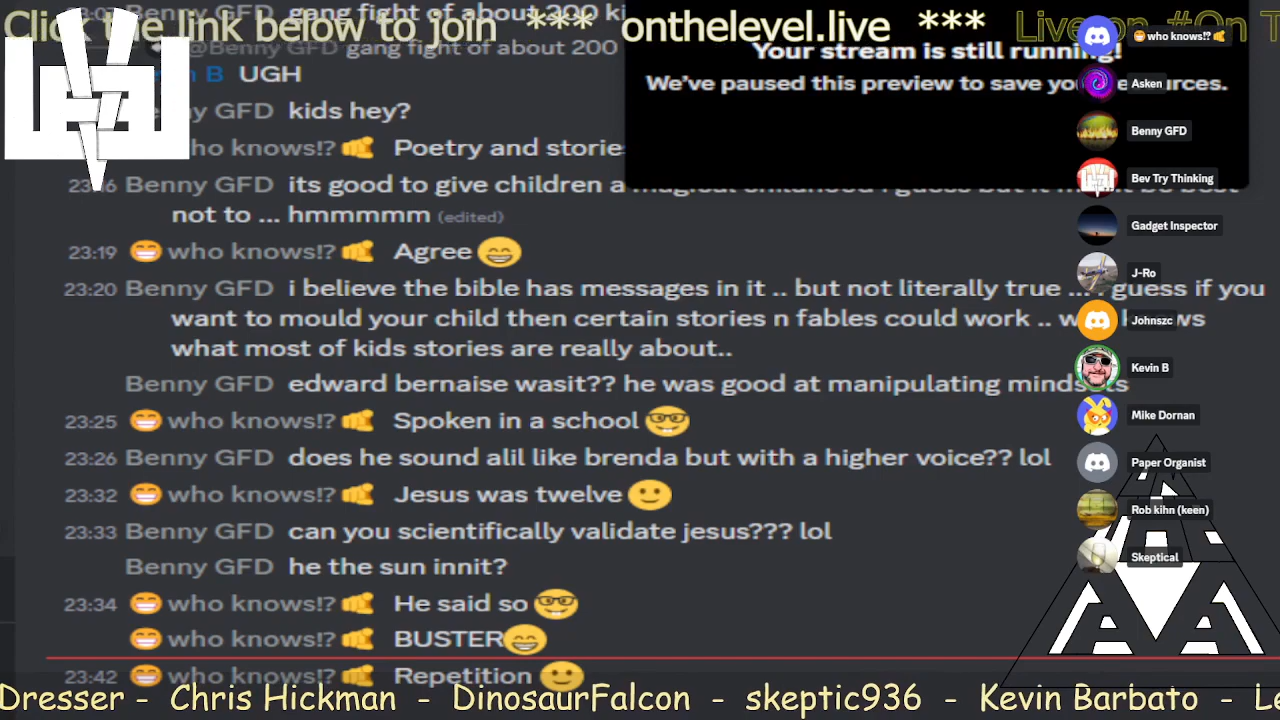 Click the link below to join *** onthelevel.live *** Live on #On T
23:07 Benny GFD gang fight of about 200 ki
@Benny GFD gang fight of about 200
Your stream is still running!
We've paused this preview to save your resources.
B UGH
GFD kids hey?
who knows!? Poetry and storie
23:16 Benny GFD its good to give children a magical childhood i guess but it might be best
not to ... hmmmmm (edited)
23:19 who knows!? Agree
23:20 Benny GFD i believe the bible has messages in it .. but not literally true ... guess if you
want to mould your child then certain stories n fables could work .. who knows
what most of kids stories are really about..
Benny GFD edward bernaise wasit?? he was good at manipulating mindsets
23:25 who knows!? Spoken in a school
23:26 Benny GFD does he sound alil like brenda but with a higher voice?? lol
23:32 who knows!? Jesus was twelve
23:33 Benny GFD can you scientifically validate jesus??? lol
Benny GFD he the sun innit?
23:34 who knows!? He said so
who knows!? BUSTER
23:42 who knows!? Repetition
who knows!?
Asken
Benny GFD
Bev Try Thinking
Gadget Inspector
J-Ro
Johnszc
Kevin B
Mike Dornan
Paper Organist
Rob kihn (keen)
Skeptical
Dresser - Chris Hickman - DinosaurFalcon - skeptic936 - Kevin Barbato - Le